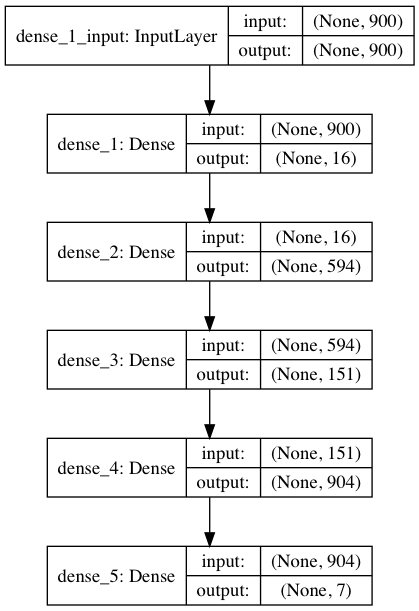 dense_1_input: InputLayer
input: (None, 900)
output: (None, 900)
dense_1: Dense
input: (None, 900)
output: (None, 16)
dense_2: Dense
input: (None, 16)
output: (None, 594)
dense_3: Dense
input: (None, 594)
output: (None, 151)
dense_4: Dense
input: (None, 151)
output: (None, 904)
dense_5: Dense
input: (None, 904)
output: (None, 7)